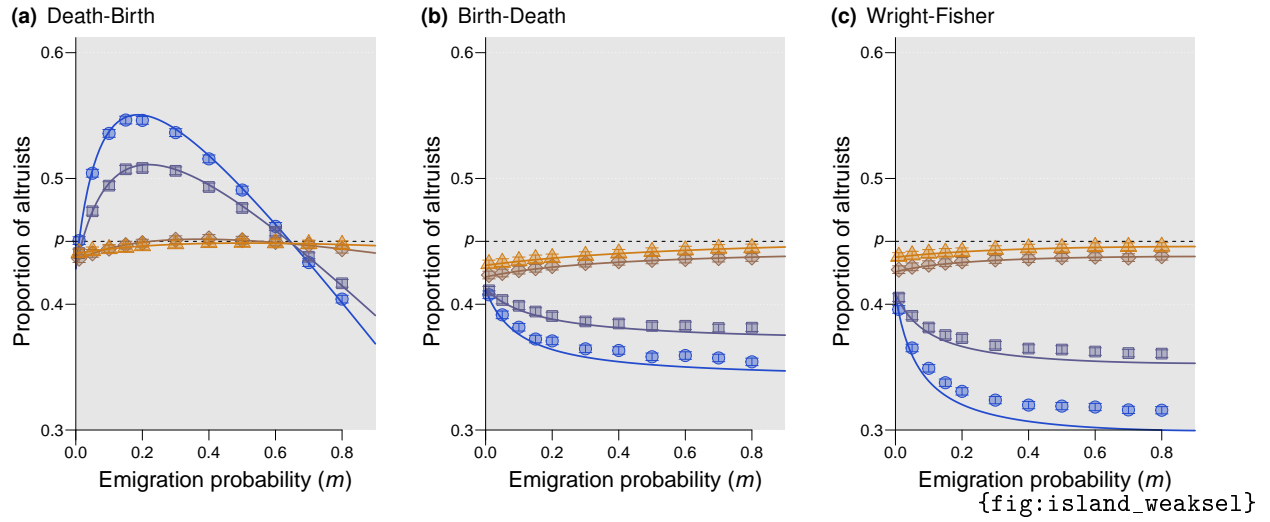 (a) Death-Birth
0.6
0.5
p
0.4
0.3
Proportion of altruists
0.0 0.2 0.4 0.6 0.8
Emigration probability (m)
(b) Birth-Death
0.6
0.5
p
0.4
0.3
Proportion of altruists
0.0 0.2 0.4 0.6 0.8
Emigration probability (m)
(c) Wright-Fisher
0.6
0.5
p
0.4
0.3
Proportion of altruists
0.0 0.2 0.4 0.6 0.8
Emigration probability (m)
{fig:island_weaksel}